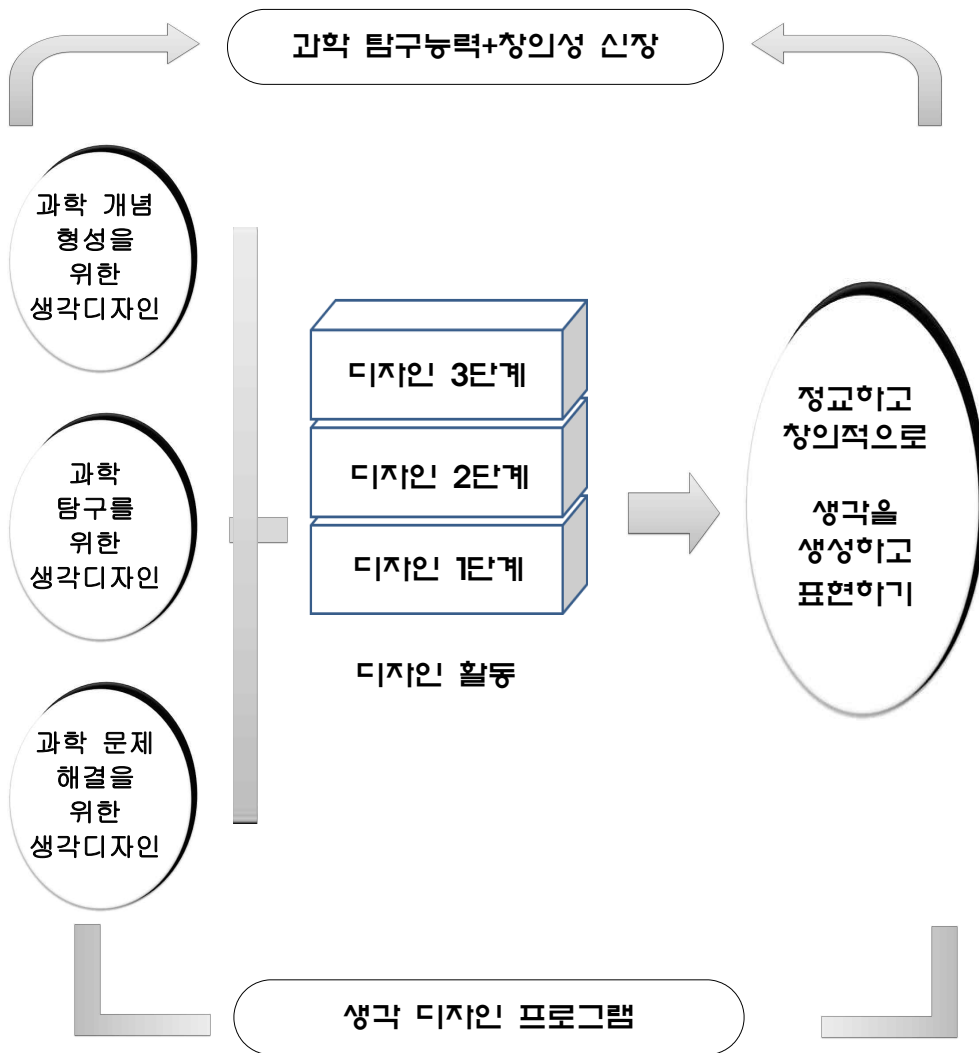 과학 탐구능력+창의성 신장
과학 개념
형성을
위한
생각디자인
과학
탐구를
위한
생각디자인
과학 문제
해결을
위한
생각디자인
디자인 3단계
디자인 2단계
디자인 1단계
디자인 활동
정교하고
창의적으로
생각을
생성하고
표현하기
생각 디자인 프로그램